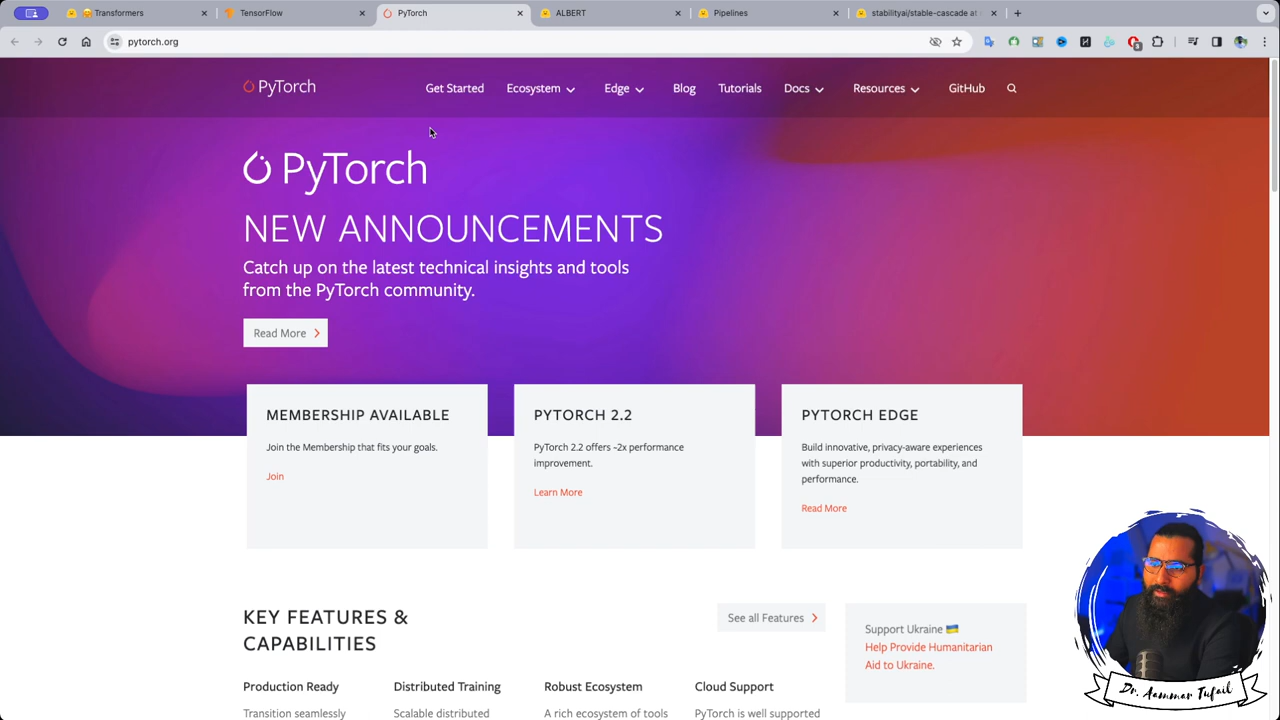 Transformers
TensorFlow
PyTorch
ALBERT
Pipelines
stabilityai/stable-cascade at
pytorch.org
PyTorch
Get Started
Ecosystem
Edge
Blog
Tutorials
Docs
Resources
GitHub
PyTorch
NEW ANNOUNCEMENTS
Catch up on the latest technical insights and tools
from the PyTorch community.
Read More
MEMBERSHIP AVAILABLE
Join the Membership that fits your goals.
Join
PYTORCH 2.2
PyTorch 2.2 offers ~2x performance
improvement.
Learn More
PYTORCH EDGE
Build innovative, privacy-aware experiences
with superior productivity, portability, and
performance.
Read More
KEY FEATURES &
CAPABILITIES
See all Features
Support Ukraine 🇺🇦
Help Provide Humanitarian
Aid to Ukraine.
Production Ready
Transition seamlessly
Distributed Training
Scalable distributed
Robust Ecosystem
A rich ecosystem of tools
Cloud Support
PyTorch is well supported
Dr. Aammar Tufail